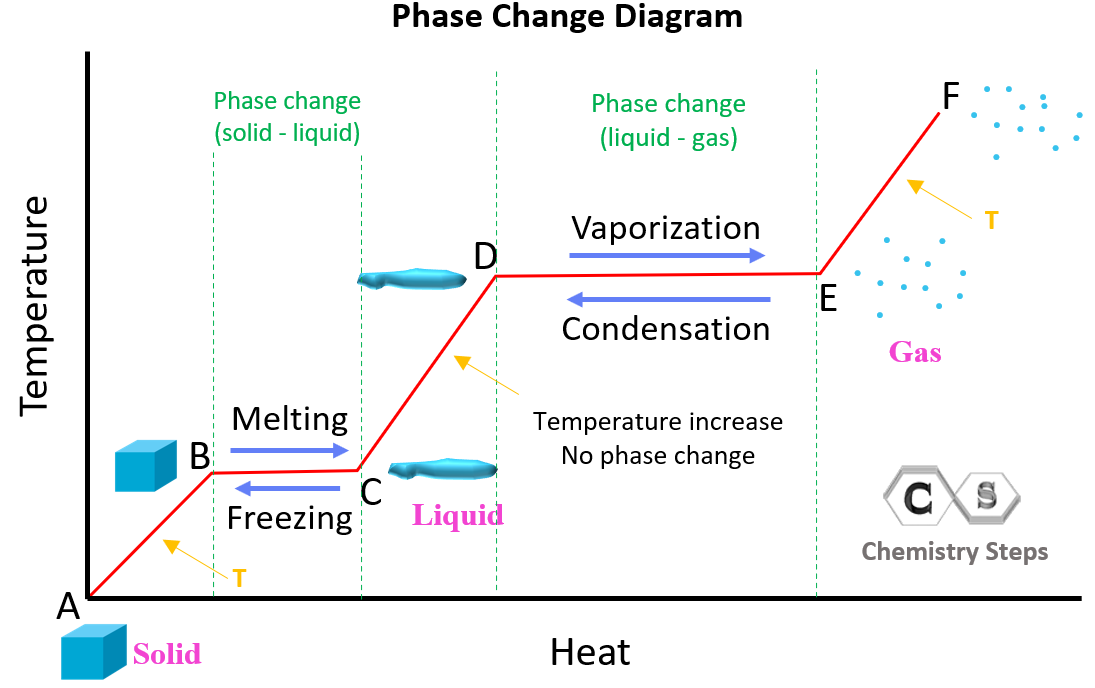 Phase Change Diagram
Phase change
(solid - liquid)
Phase change
(liquid - gas)
F
T
Vaporization
D
E
Condensation
Gas
Temperature
Melting
B
C
Freezing
Liquid
Temperature increase
No phase change
C S
Chemistry Steps
T
A
Solid
Heat